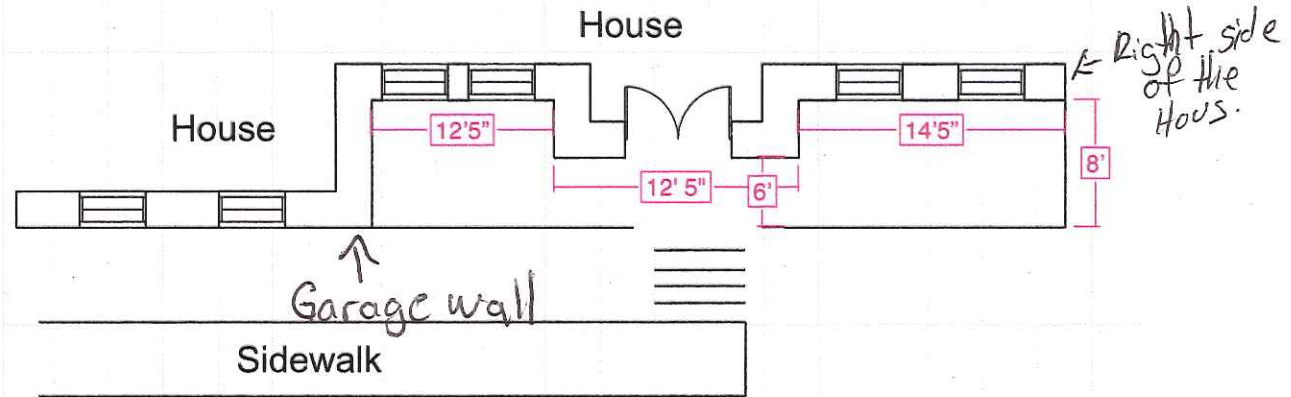 House
← Right side
of the
Hous.
House
12'5"
14'5"
8'
12' 5"
6'
Garage wall
Sidewalk